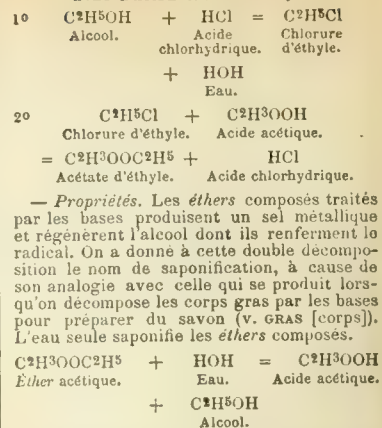 1o C²H⁵OH + HCl = C²H⁵Cl
Alcool. Acide Chlorure
chlorhydrique. d'éthyle.
+ HOH
Eau.
2o C²H⁵Cl + C²H³OOH
Chlorure d'éthyle. Acide acétique.
= C²H³OOC²H⁵ + HCl
Acétate d'éthyle. Acide chlorhydrique.
— Propriétés. Les éthers composés traités
par les bases produisent un sel métallique
et régénèrent l'alcool dont ils renferment le
radical. On a donné à cette double décompo-
sition le nom de saponification, à cause de
son analogie avec celle qui se produit lors-
qu'on décompose les corps gras par les bases
pour préparer du savon (V. GRAS [corps]).
L'eau seule saponifie les éthers composés.
C²H³OOC²H⁵ + HOH = C²H³OOH
Éther acétique. Eau. Acide acétique.
+ C²H⁵OH
Alcool.